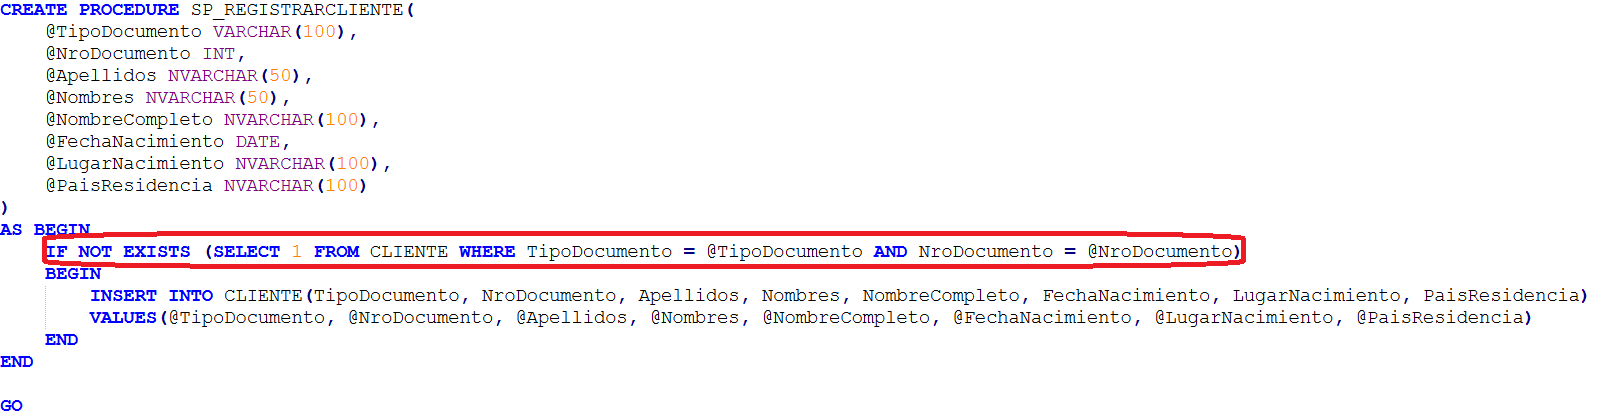 CREATE PROCEDURE SP_REGISTRARCLIENTE(
@TipoDocumento VARCHAR(100),
@NroDocumento INT,
@Apellidos NVARCHAR(50),
@Nombres NVARCHAR(50),
@NombreCompleto NVARCHAR(100),
@FechaNacimiento DATE,
@LugarNacimiento NVARCHAR(100),
@PaisResidencia NVARCHAR(100)
)
AS BEGIN
IF NOT EXISTS (SELECT 1 FROM CLIENTE WHERE TipoDocumento = @TipoDocumento AND NroDocumento = @NroDocumento)
BEGIN
INSERT INTO CLIENTE(TipoDocumento, NroDocumento, Apellidos, Nombres, NombreCompleto, FechaNacimiento, LugarNacimiento, PaisResidencia)
VALUES(@TipoDocumento, @NroDocumento, @Apellidos, @Nombres, @NombreCompleto, @FechaNacimiento, @LugarNacimiento, @PaisResidencia)
END
END
GO